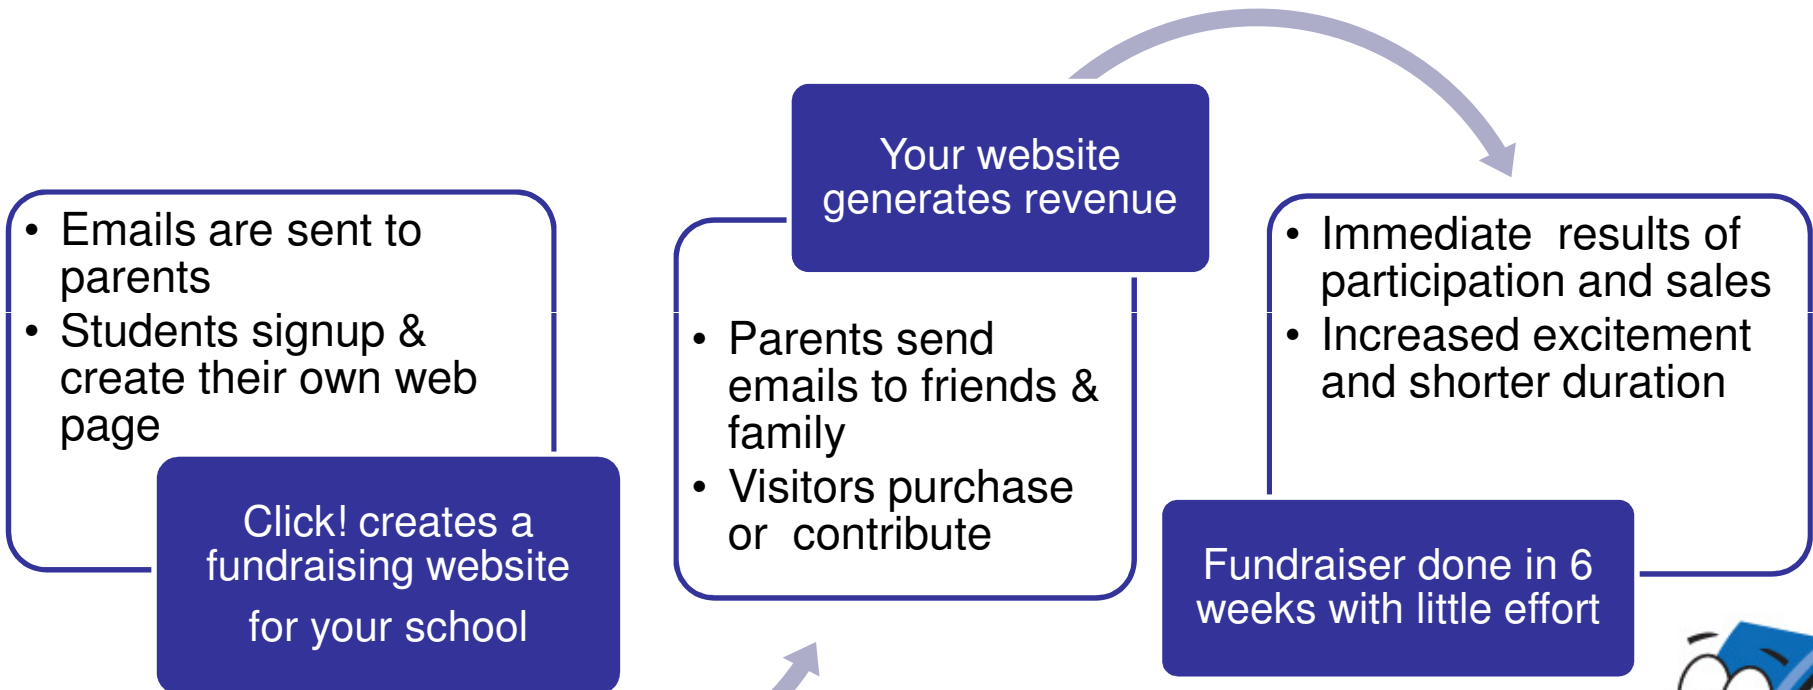 • Emails are sent to
parents
• Students signup &
create their own web
page
Click! creates a
fundraising website
for your school
Your website
generates revenue
• Parents send
emails to friends &
family
• Visitors purchase
or contribute
• Immediate results of
participation and sales
• Increased excitement
and shorter duration
Fundraiser done in 6
weeks with little effort